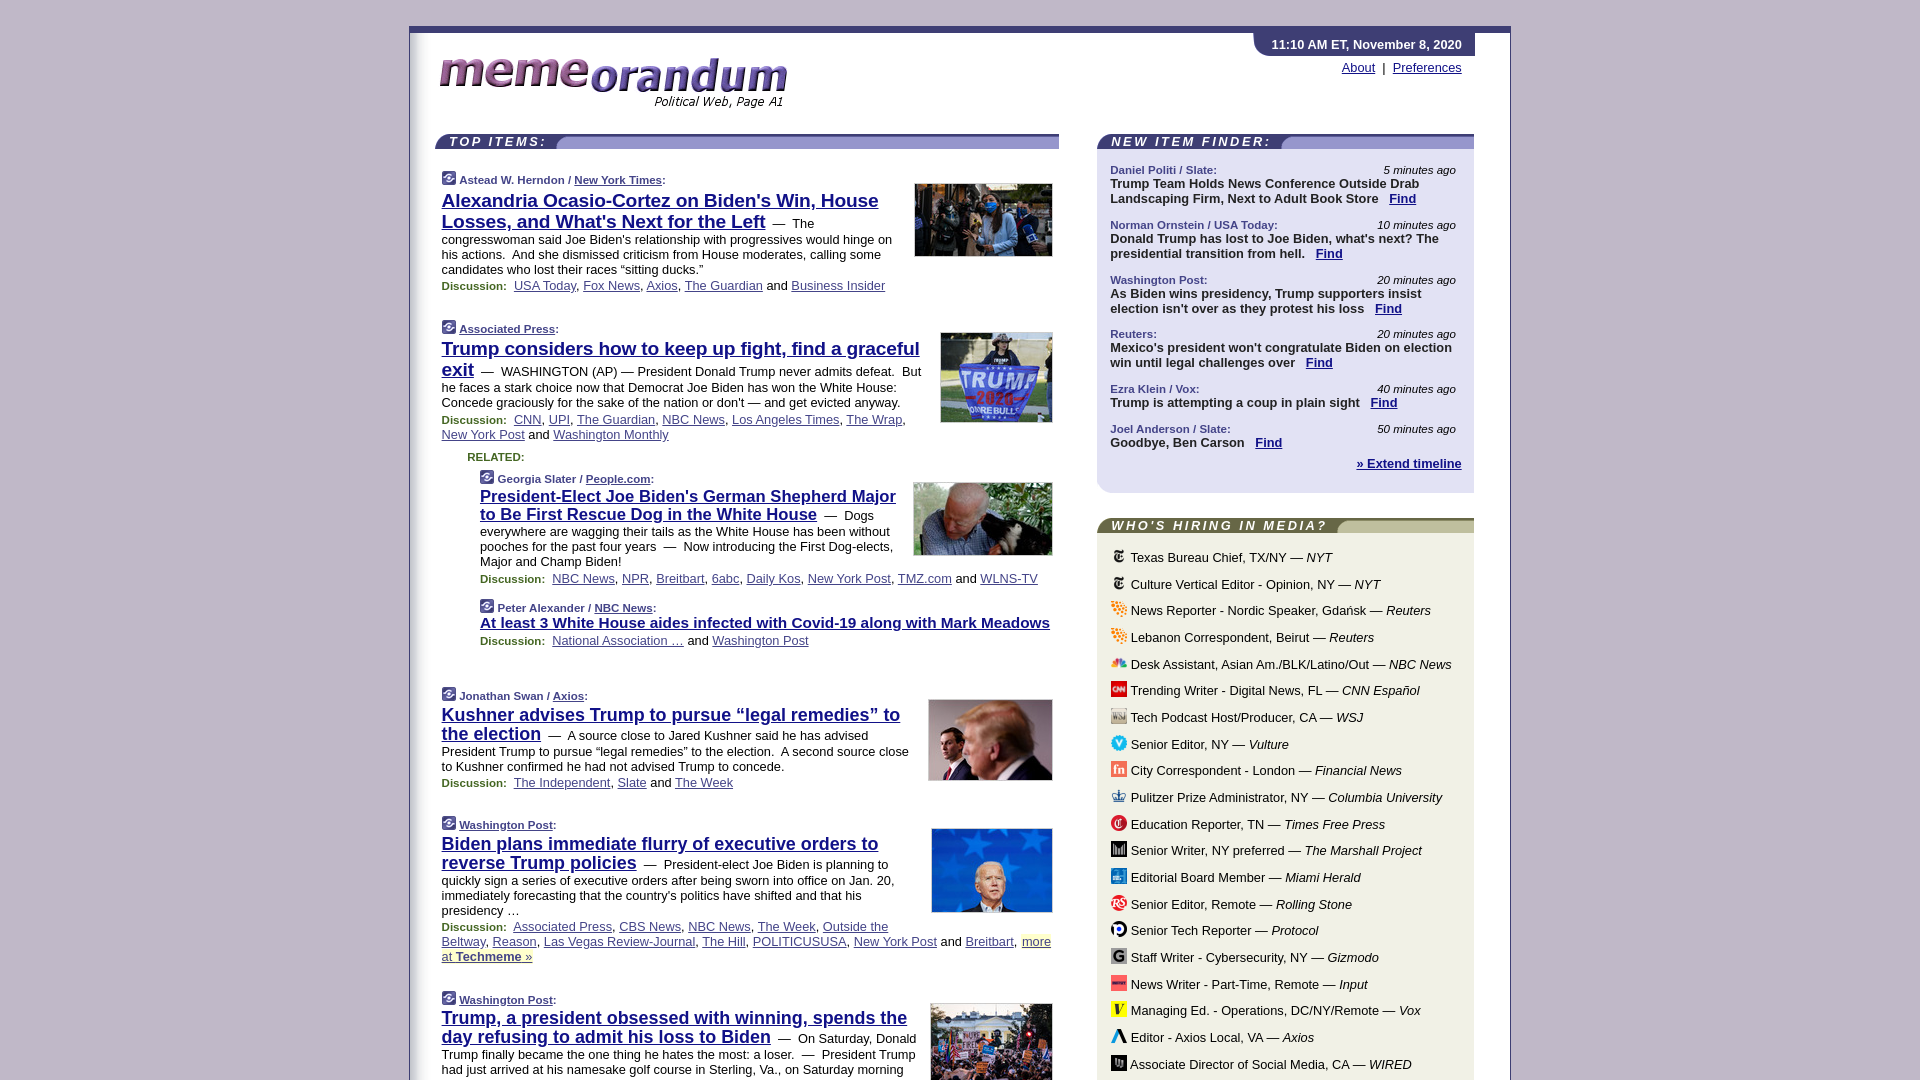 11:10 AM ET, November 8, 2020
About | Preferences
memeorandum
Political Web, Page A1
TOP ITEMS:
Astead W. Herndon / New York Times:
Alexandria Ocasio-Cortez on Biden's Win, House
Losses, and What's Next for the Left — The
congresswoman said Joe Biden's relationship with progressives would hinge on
his actions. And she dismissed criticism from House moderates, calling some
candidates who lost their races “sitting ducks.”
Discussion: USA Today, Fox News, Axios, The Guardian and Business Insider
Associated Press:
Trump considers how to keep up fight, find a graceful
exit — WASHINGTON (AP) — President Donald Trump never admits defeat. But
he faces a stark choice now that Democrat Joe Biden has won the White House:
Concede graciously for the sake of the nation or don't — and get evicted anyway.
Discussion: CNN, UPI, The Guardian, NBC News, Los Angeles Times, The Wrap,
New York Post and Washington Monthly
TRUMP
2020
RELATED:
Georgia Slater / People.com:
President-Elect Joe Biden's German Shepherd Major
to Be First Rescue Dog in the White House — Dogs
everywhere are wagging their tails as the White House has been without
pooches for the past four years — Now introducing the First Dog-elects,
Major and Champ Biden!
Discussion: NBC News, NPR, Breitbart, 6abc, Daily Kos, New York Post, TMZ.com and WLNS-TV
Peter Alexander / NBC News:
At least 3 White House aides infected with Covid-19 along with Mark Meadows
Discussion: National Association … and Washington Post
Jonathan Swan / Axios:
Kushner advises Trump to pursue “legal remedies” to
the election — A source close to Jared Kushner said he has advised
President Trump to pursue “legal remedies” to the election. A second source close
to Kushner confirmed he had not advised Trump to concede.
Discussion: The Independent, Slate and The Week
Washington Post:
Biden plans immediate flurry of executive orders to
reverse Trump policies — President-elect Joe Biden is planning to
quickly sign a series of executive orders after being sworn into office on Jan. 20,
immediately forecasting that the country's politics have shifted and that his
presidency …
Discussion: Associated Press, CBS News, NBC News, The Week, Outside the
Beltway, Reason, Las Vegas Review-Journal, The Hill, POLITICUSUSA, New York Post and Breitbart, more
at Techmeme »
Washington Post:
Trump, a president obsessed with winning, spends the
day refusing to admit his loss to Biden — On Saturday, Donald
Trump finally became the one thing he hates the most: a loser. — President Trump
had just arrived at his namesake golf course in Sterling, Va., on Saturday morning
NEW ITEM FINDER:
Daniel Politi / Slate: 5 minutes ago
Trump Team Holds News Conference Outside Drab
Landscaping Firm, Next to Adult Book Store Find
Norman Ornstein / USA Today: 10 minutes ago
Donald Trump has lost to Joe Biden, what's next? The
presidential transition from hell. Find
Washington Post: 20 minutes ago
As Biden wins presidency, Trump supporters insist
election isn't over as they protest his loss Find
Reuters: 20 minutes ago
Mexico's president won't congratulate Biden on election
win until legal challenges over Find
Ezra Klein / Vox: 40 minutes ago
Trump is attempting a coup in plain sight Find
Joel Anderson / Slate: 50 minutes ago
Goodbye, Ben Carson Find
» Extend timeline
WHO'S HIRING IN MEDIA?
Texas Bureau Chief, TX/NY — NYT
Culture Vertical Editor - Opinion, NY — NYT
News Reporter - Nordic Speaker, Gdańsk — Reuters
Lebanon Correspondent, Beirut — Reuters
Desk Assistant, Asian Am./BLK/Latino/Out — NBC News
CNN Trending Writer - Digital News, FL — CNN Español
WSJ Tech Podcast Host/Producer, CA — WSJ
Senior Editor, NY — Vulture
fn City Correspondent - London — Financial News
Pulitzer Prize Administrator, NY — Columbia University
Education Reporter, TN — Times Free Press
Senior Writer, NY preferred — The Marshall Project
Editorial Board Member — Miami Herald
RS Senior Editor, Remote — Rolling Stone
Senior Tech Reporter — Protocol
G Staff Writer - Cybersecurity, NY — Gizmodo
News Writer - Part-Time, Remote — Input
Managing Ed. - Operations, DC/NY/Remote — Vox
Editor - Axios Local, VA — Axios
Associate Director of Social Media, CA — WIRED